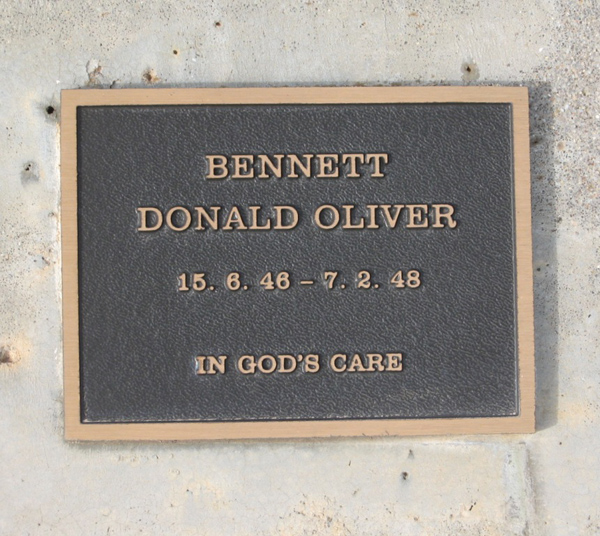 BENNETT
DONALD OLIVER
15. 6. 46 – 7. 2. 48
IN GOD'S CARE